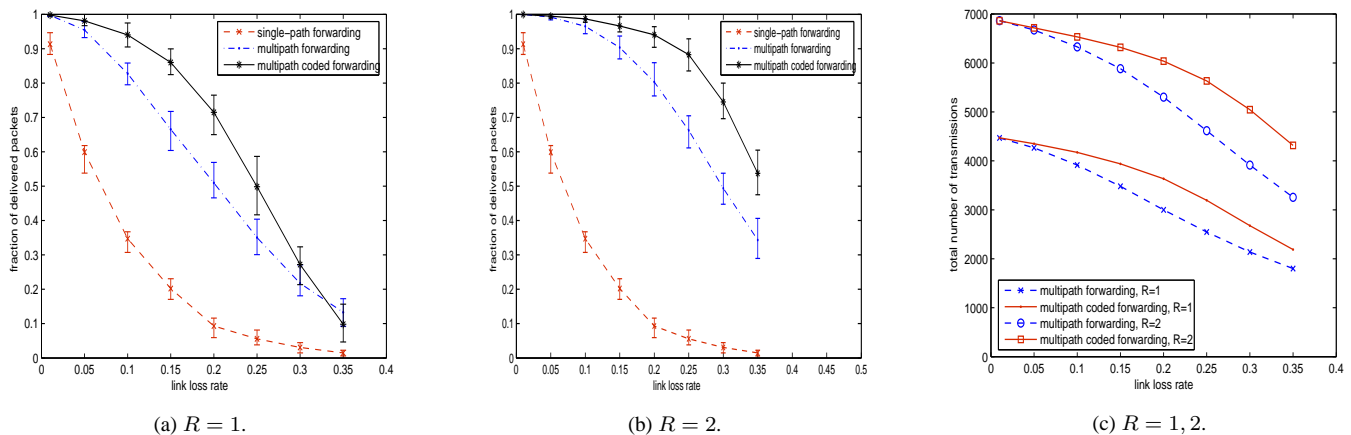 1
0.9
0.8
0.7
0.6
0.5
0.4
0.3
0.2
0.1
0
fraction of delivered packets
single-path forwarding
multipath forwarding
multipath coded forwarding
0 0.05 0.1 0.15 0.2 0.25 0.3 0.35 0.4 0.45 0.5
link loss rate
(a) R = 1.
1
0.9
0.8
0.7
0.6
0.5
0.4
0.3
0.2
0.1
0
fraction of delivered packets
single-path forwarding
multipath forwarding
multipath coded forwarding
0 0.05 0.1 0.15 0.2 0.25 0.3 0.35 0.4 0.45 0.5
link loss rate
(b) R = 2.
7000
6000
5000
4000
3000
2000
1000
0
total number of transmissions
multipath forwarding, R=1
multipath coded forwarding, R=1
multipath forwarding, R=2
multipath coded forwarding, R=2
0 0.05 0.1 0.15 0.2 0.25 0.3 0.35 0.4
link loss rate
(c) R = 1, 2.